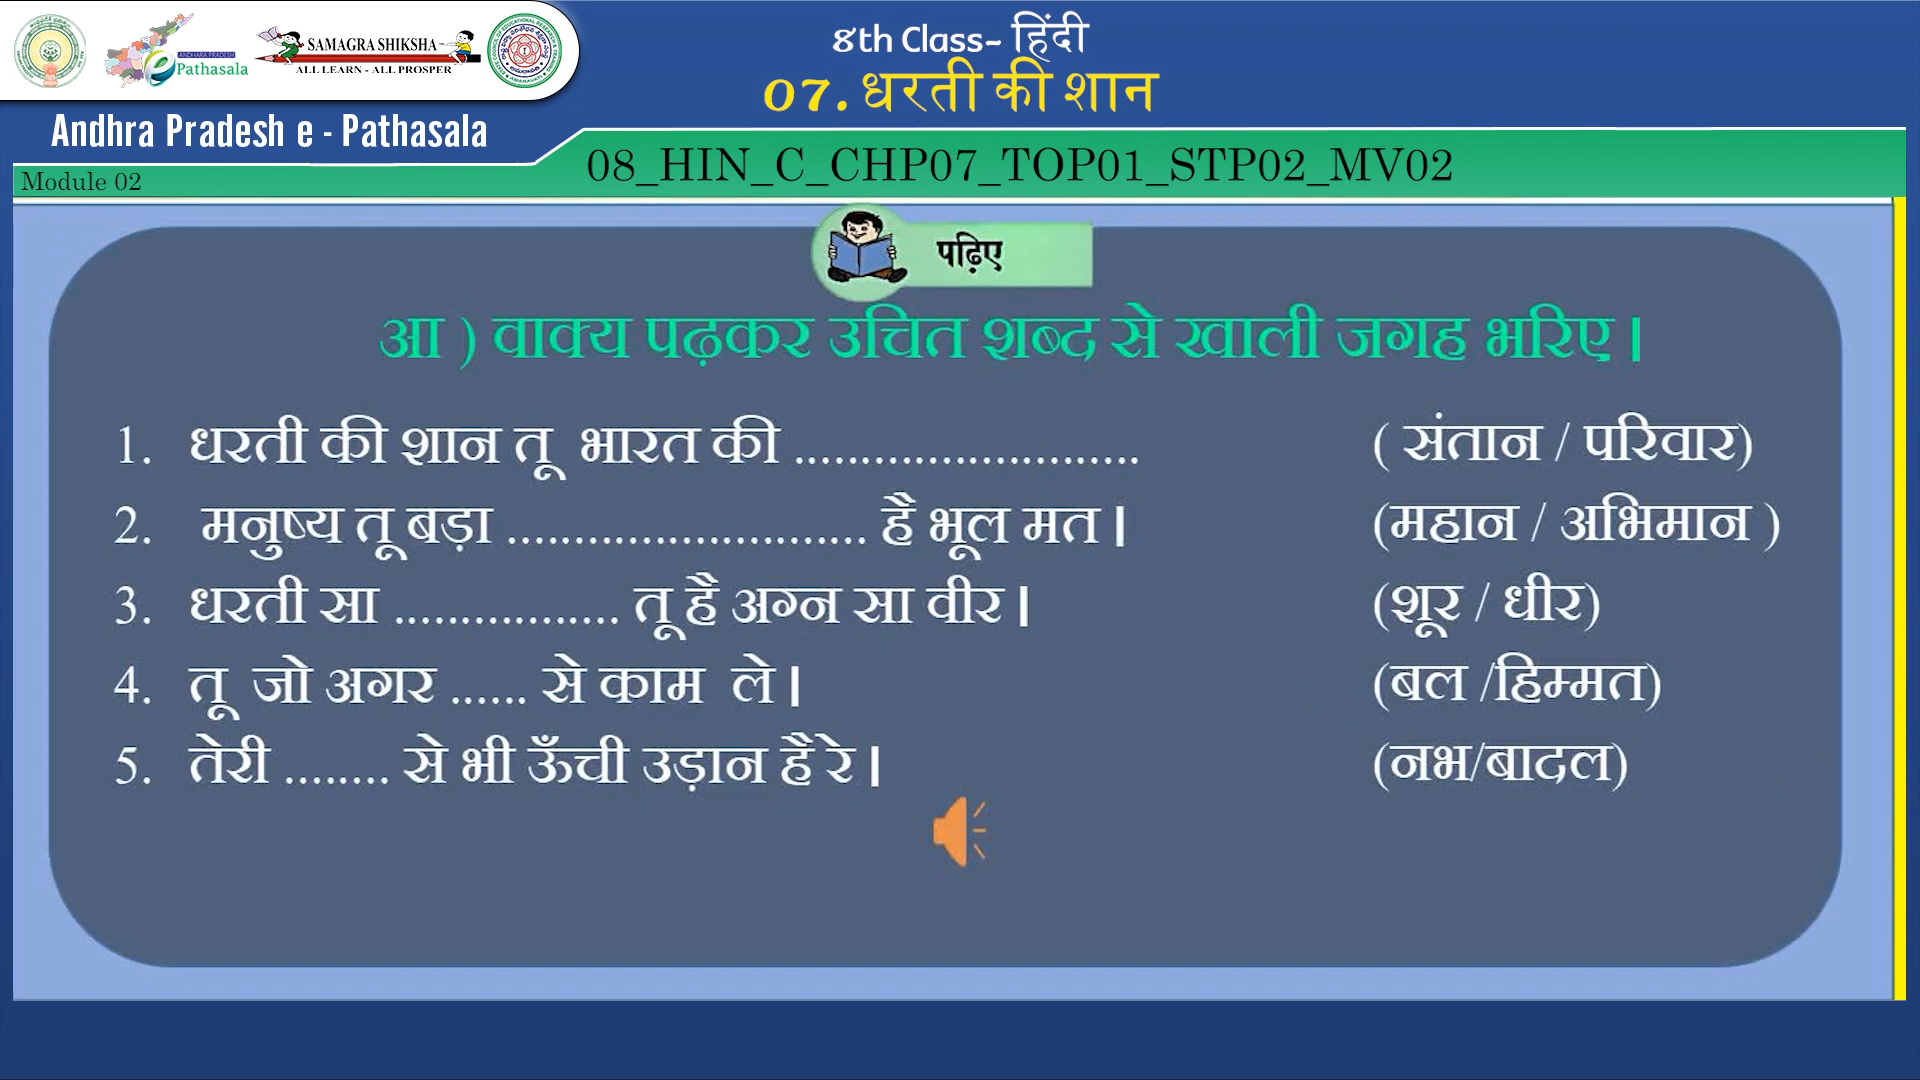 ANDHRA PRADESH
e Pathasala
SAMAGRA SHIKSHA
ALL LEARN - ALL PROSPER
Andhra Pradesh e - Pathasala
8th Class- हिंदी
07. धरती की शान
Module 02
08_HIN_C_CHP07_TOP01_STP02_MV02
पढ़िए
आ ) वाक्य पढ़कर उचित शब्द से खाली जगह भरिए।
1. धरती की शान तू भारत की .......................... ( संतान / परिवार)
2. मनुष्य तू बड़ा ........................... है भूल मत। (महान / अभिमान )
3. धरती सा ................. तू है अग्न सा वीर। (शूर / धीर)
4. तू जो अगर ...... से काम ले। (बल /हिम्मत)
5. तेरी ........ से भी ऊँची उड़ान है रे। (नभ/बादल)